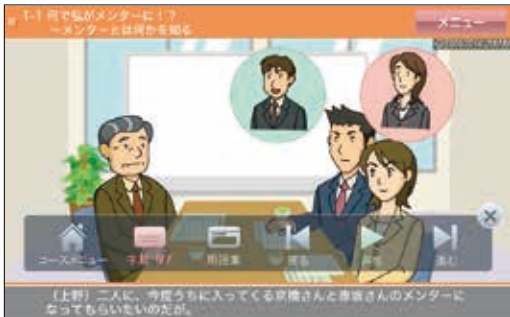 T-1 何で私がメンターに!?
ーメンターとは何かを知る
メニュー
コースメニュー
字幕 ON
用語集
戻る
再生
進む
(上野) 二人に、今度うちに入ってくる京橋さんと赤坂さんのメンターに
なってもらいたいのだが。